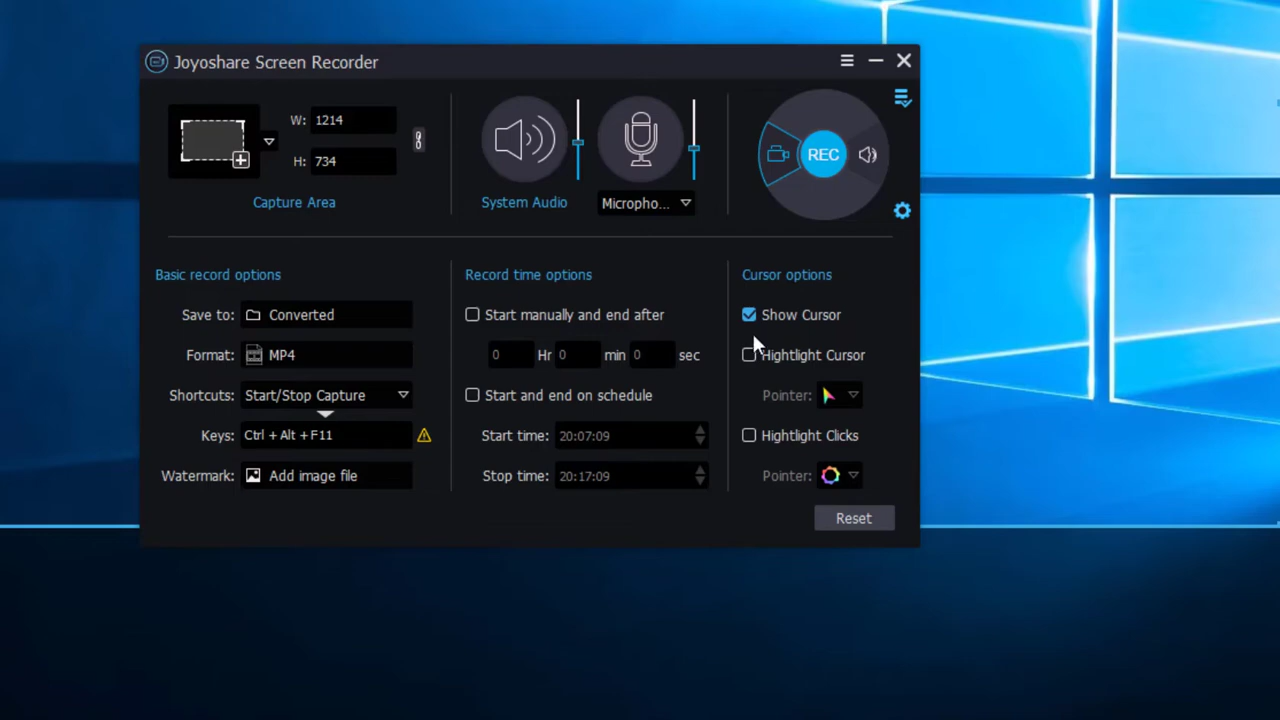 Joyoshare Screen Recorder
W: 1214
H: 734
Capture Area
System Audio
Micropho...
REC
Basic record options
Save to: Converted
Format: MP4
Shortcuts: Start/Stop Capture
Keys: Ctrl + Alt + F11
Watermark: Add image file
Record time options
Start manually and end after
0 Hr 0 min 0 sec
Start and end on schedule
Start time: 20:07:09
Stop time: 20:17:09
Cursor options
Show Cursor
Hightlight Cursor
Pointer:
Hightlight Clicks
Pointer:
Reset